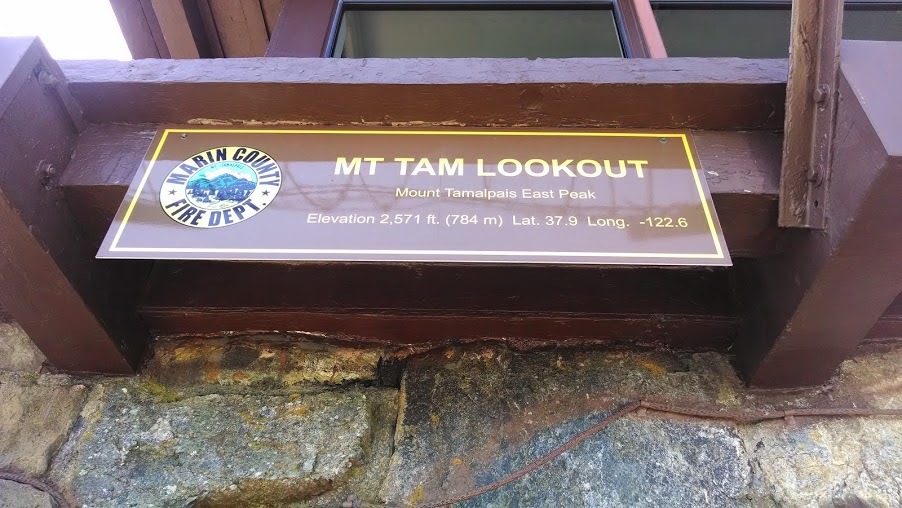 MARIN COUNTY
FIRE DEPT.
MT TAM LOOKOUT
Mount Tamalpais East Peak
Elevation 2,571 ft. (784 m) Lat. 37.9 Long. -122.6